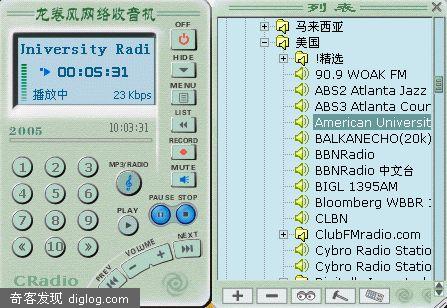 龙卷风网络收音机
University Radi
00:05:31
播放中 23 Kbps
2005 10:03:31
OFF
HIDE
MENU
LIST
RECORD
MUTE
MP3/RADIO
PAUSE STOP
PLAY
VOLUME
PREV
NEXT
1 2 3
4 5 6
7 8 9
10
CRadio
奇客发现 diglog.com
列表
马来西亚
美国
!精选
90.9 WOAK FM
ABS2 Atlanta Jazz
ABS3 Atlanta Cour
American Universit
BALKANECHO(20k)
BBNRadio
BBNRadio 中文台
BIGL 1395AM
Bloomberg WBBR 1
CLBN
ClubFMradio.com
Cybro Radio Station
Cybro Radio Statio